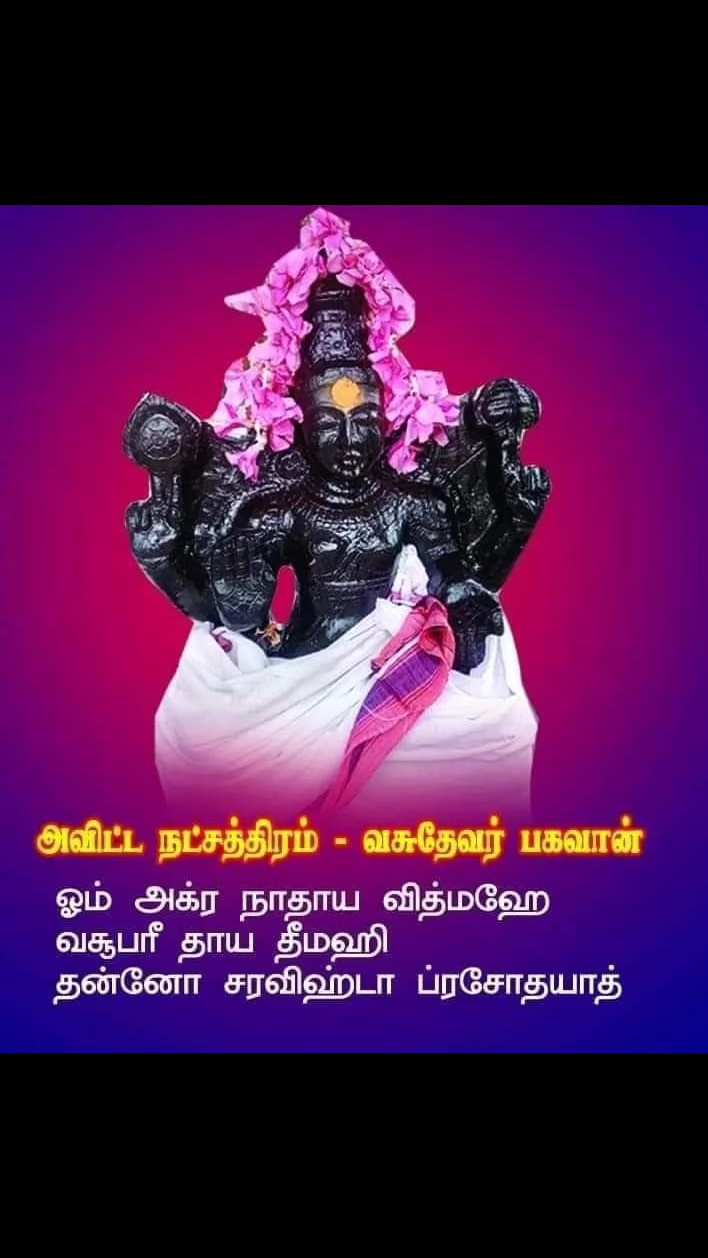 அவிட்ட நட்சத்திரம் - வசுதேவர் பகவான்
ஓம் அக்ர நாதாய வித்மஹே
வசூபரீ தாய தீமஹி
தன்னோ சரவிஹ்டா ப்ரசோதயாத்